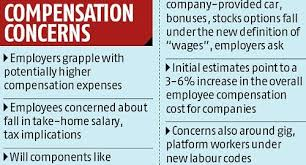 COMPENSATION
CONCERNS
▶ Employers grapple with
potentially higher
compensation expenses
▶ Employees concerned about
fall in take-home salary,
tax implications
▶ Will components like
company-provided car,
bonuses, stocks options fall
under the new definition of
"wages", employers ask
▶ Initial estimates point to a
3-6% increase in the overall
employee compensation
cost for companies
▶ Concerns also around gig,
platform workers under
new labour codes